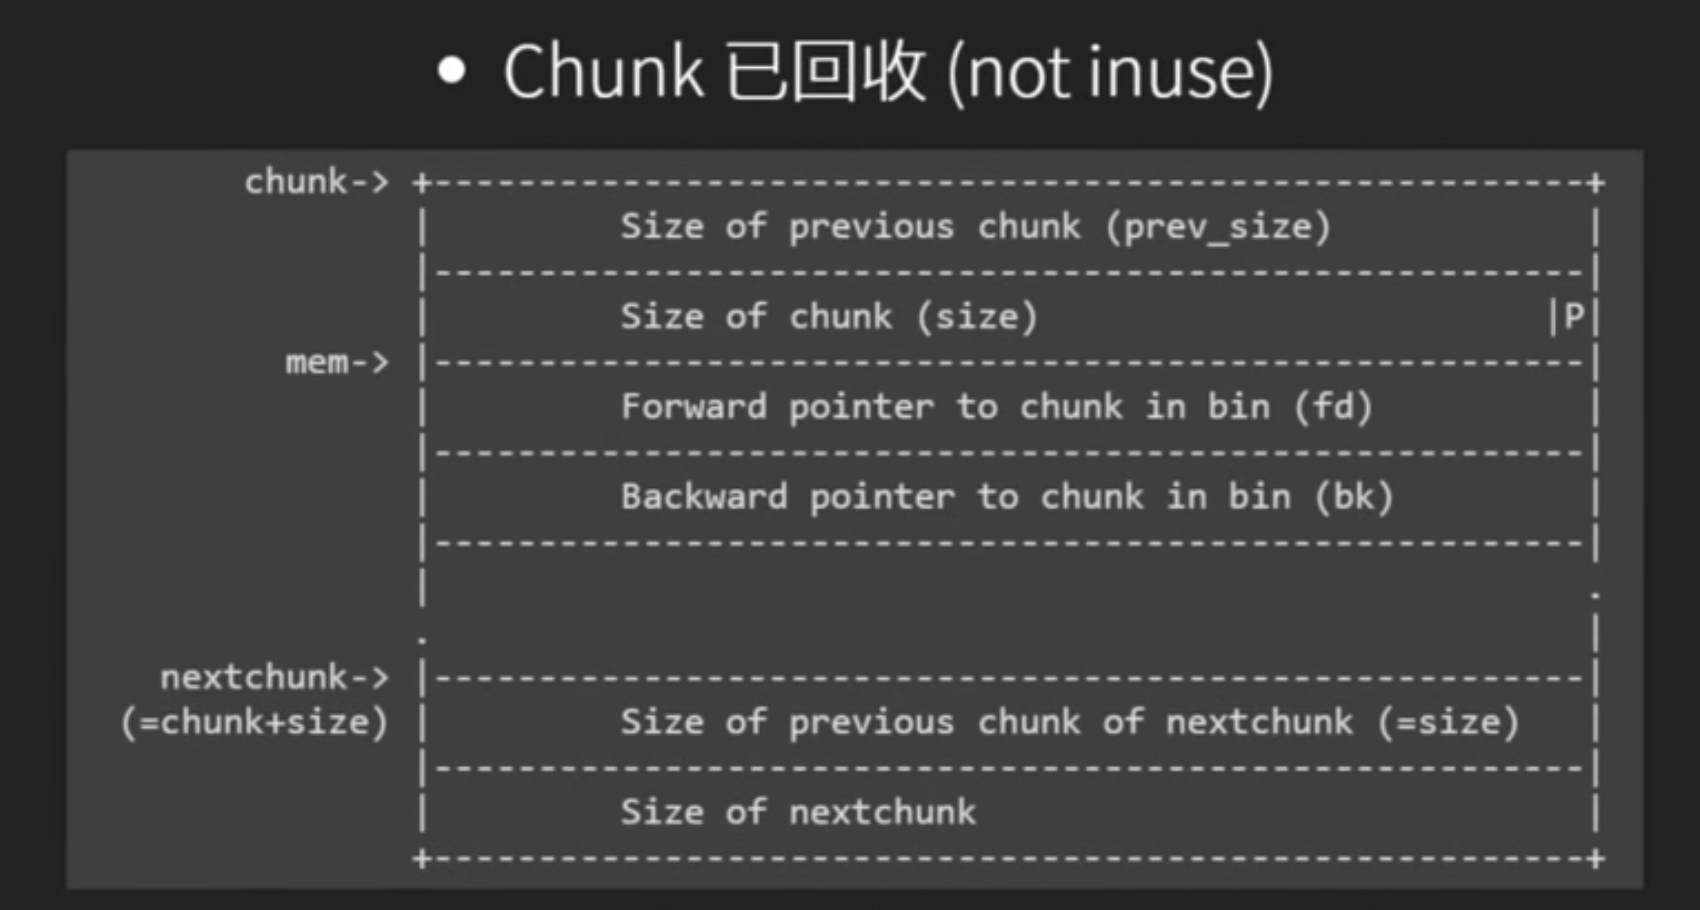 • Chunk 已回收 (not inuse)
chunk-> +-------------------------------------------------------+
| Size of previous chunk (prev_size) |
|-------------------------------------------------------|
| Size of chunk (size) |P|
mem-> |-------------------------------------------------------|
| Forward pointer to chunk in bin (fd) |
|-------------------------------------------------------|
| Backward pointer to chunk in bin (bk) |
|-------------------------------------------------------|
| .
. |
nextchunk-> |-------------------------------------------------------|
(=chunk+size) | Size of previous chunk of nextchunk (=size) |
|-------------------------------------------------------|
| Size of nextchunk |
+-------------------------------------------------------+